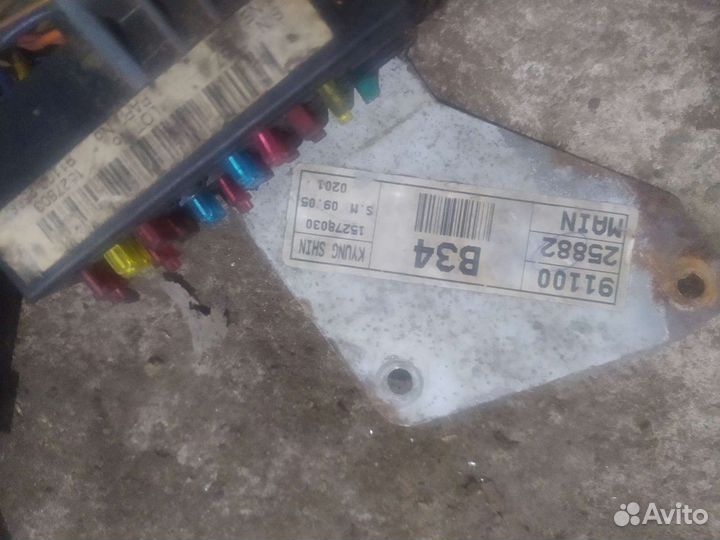 91100
25882
MAIN
B34
KYUNG SHIN
15278030
S.M 09.05
0201
Avito